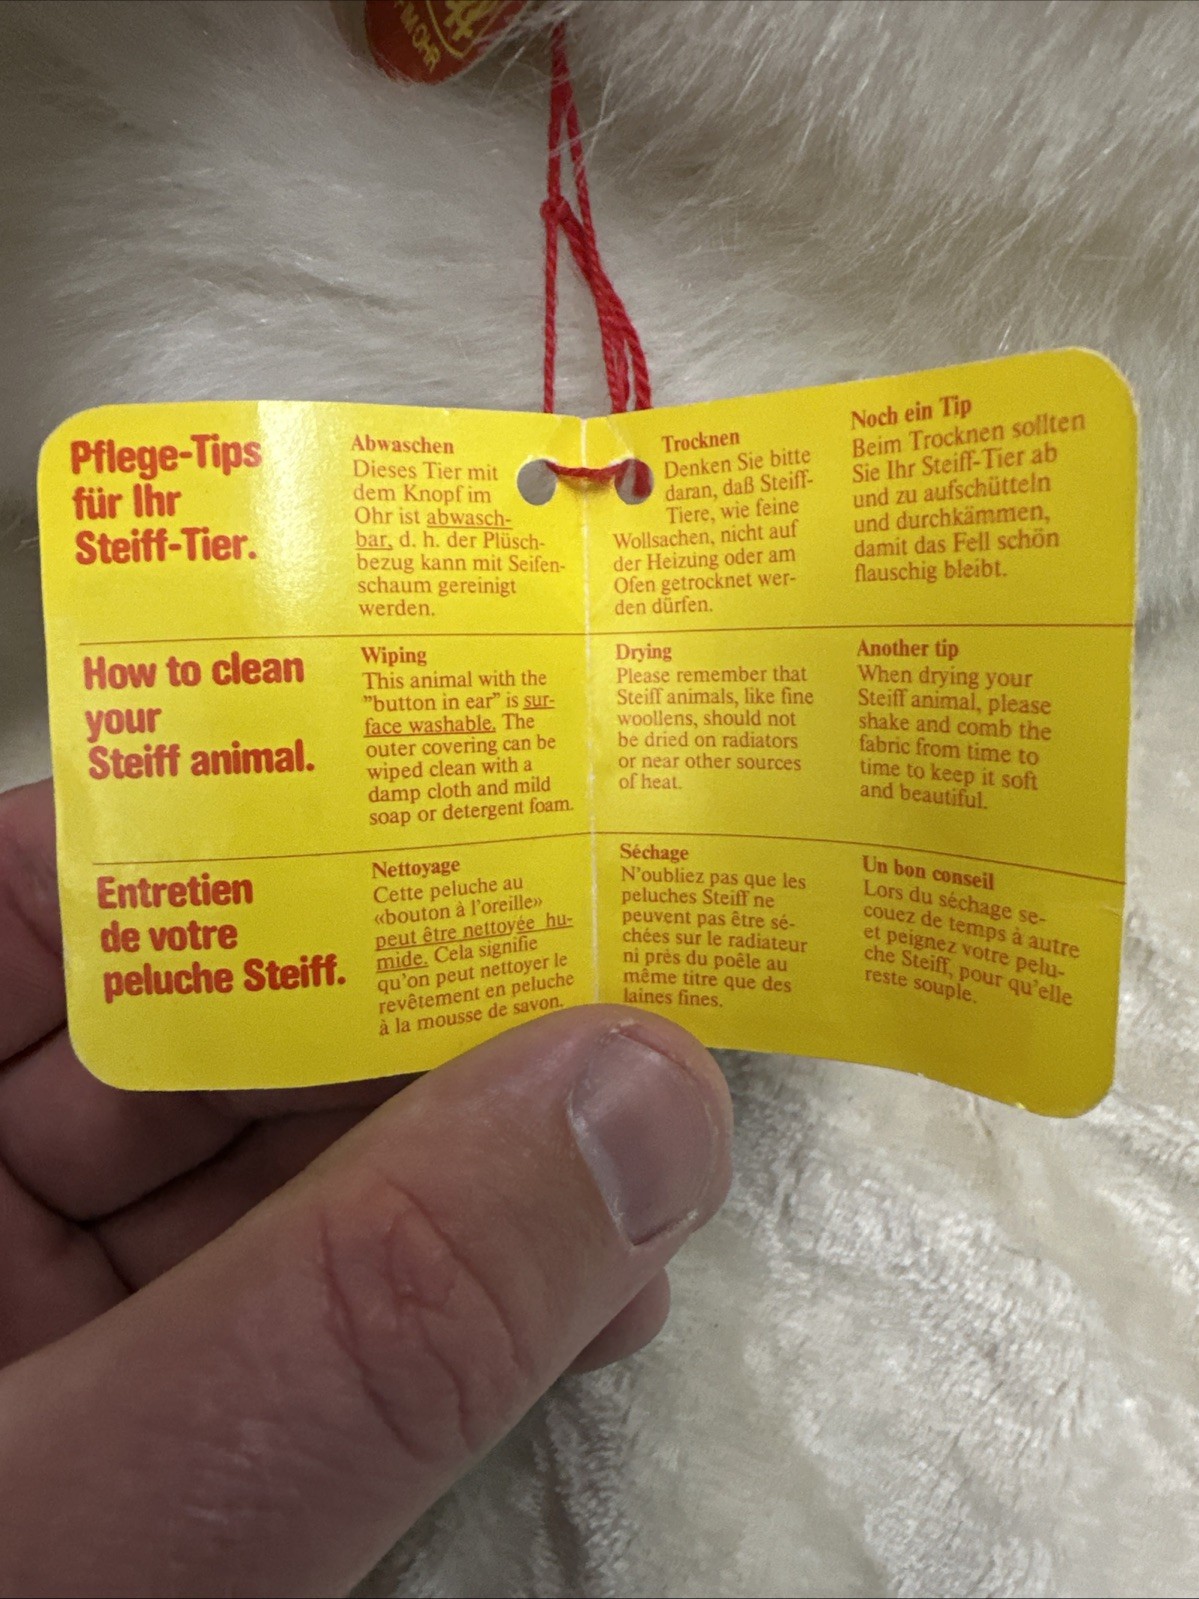 M OHR
Pflege-Tips
für Ihr
Steiff-Tier.
Abwaschen
Dieses Tier mit
dem Knopf im
Ohr ist abwasch-
bar, d. h. der Plüsch-
bezug kann mit Seifen-
schaum gereinigt
werden.
Trocknen
Denken Sie bitte
daran, daß Steiff-
Tiere, wie feine
Wollsachen, nicht auf
der Heizung oder am
Ofen getrocknet wer-
den dürfen.
Noch ein Tip
Beim Trocknen sollten
Sie Ihr Steiff-Tier ab
und zu aufschütteln
und durchkämmen,
damit das Fell schön
flauschig bleibt.
How to clean
your
Steiff animal.
Wiping
This animal with the
"button in ear" is sur-
face washable. The
outer covering can be
wiped clean with a
damp cloth and mild
soap or detergent foam.
Drying
Please remember that
Steiff animals, like fine
woollens, should not
be dried on radiators
or near other sources
of heat.
Another tip
When drying your
Steiff animal, please
shake and comb the
fabric from time to
time to keep it soft
and beautiful.
Entretien
de votre
peluche Steiff.
Nettoyage
Cette peluche au
«bouton à l'oreille»
peut être nettoyée hu-
mide. Cela signifie
qu'on peut nettoyer le
revêtement en peluche
à la mousse de savon.
Séchage
N'oubliez pas que les
peluches Steiff ne
peuvent pas être sé-
chées sur le radiateur
ni près du poêle au
même titre que des
laines fines.
Un bon conseil
Lors du séchage se-
couez de temps à autre
et peignez votre pelu-
che Steiff, pour qu'elle
reste souple.